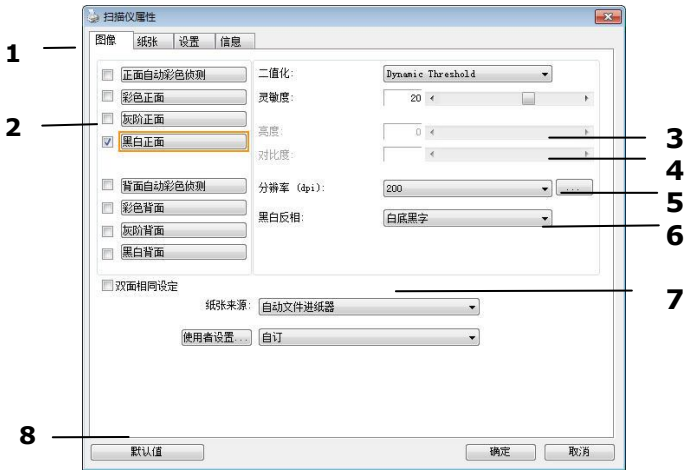 扫描仪属性
图像 纸张 设置 信息
1
正面自动彩色侦测
彩色正面
灰阶正面
黑白正面
2
背面自动彩色侦测
彩色背面
灰阶背面
黑白背面
二值化: Dynamic Threshold
灵敏度: 20
亮度: 0
3
对比度:
4
分辨率 (dpi): 200 ...
5
黑白反相: 白底黑字
6
双面相同设定
7
纸张来源: 自动文件进纸器
使用者设置... 自订
8
默认值 确定 取消